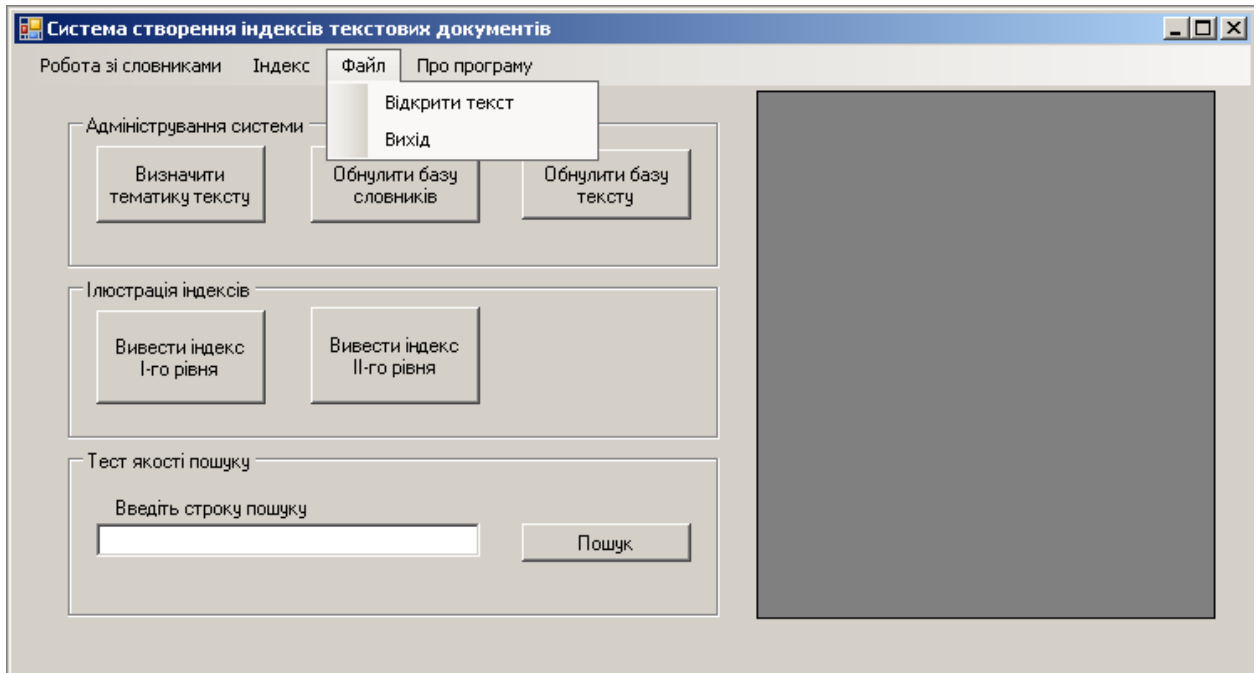 Система створення індексів текстових документів
Робота зі словниками Індекс Файл Про програму
Відкрити текст
Вихід
Адміністрування системи
Визначити
тематику тексту
Обнулити базу
словників
Обнулити базу
тексту
Ілюстрація індексів
Вивести індекс
І-го рівня
Вивести індекс
ІІ-го рівня
Тест якості пошуку
Введіть строку пошуку
Пошук